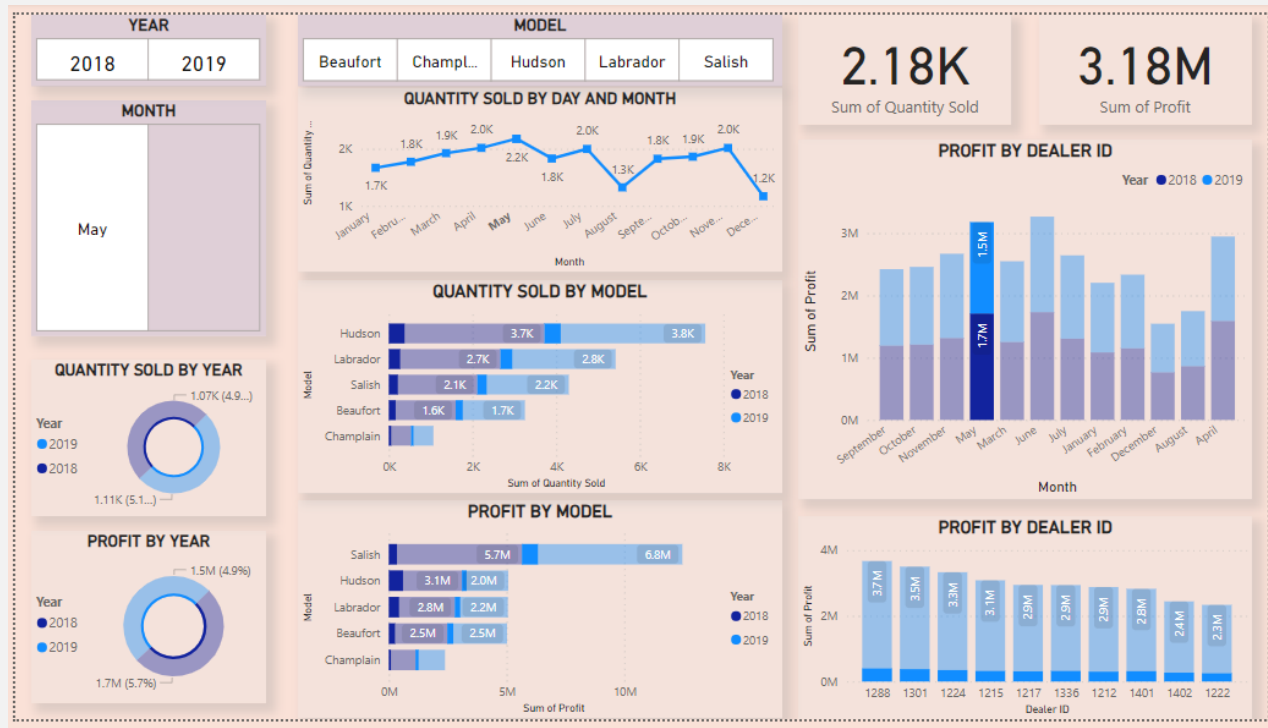 YEAR
2018 2019
MONTH
May
QUANTITY SOLD BY YEAR
1.07K (4.9...)
Year
2019
2018
1.11K (5.1...)
PROFIT BY YEAR
1.5M (4.9%)
Year
2018
2019
1.7M (5.7%)
MODEL
Beaufort Champl... Hudson Labrador Salish
QUANTITY SOLD BY DAY AND MONTH
Sum of Quantity ...
2K
1K
1.7K 1.8K 1.9K 2.0K 2.2K 1.8K 2.0K 1.3K 1.8K 1.9K 2.0K 1.2K
January Febru... March April May June July August Septe... Octob... Nove... Dece...
Month
QUANTITY SOLD BY MODEL
Model
Hudson 3.7K 3.8K
Labrador 2.7K 2.8K
Salish 2.1K 2.2K
Beaufort 1.6K 1.7K
Champlain
0K 2K 4K 6K 8K
Sum of Quantity Sold
Year
2018
2019
PROFIT BY MODEL
Model
Salish 5.7M 6.8M
Hudson 3.1M 2.0M
Labrador 2.8M 2.2M
Beaufort 2.5M 2.5M
Champlain
0M 5M 10M
Sum of Profit
Year
2018
2019
2.18K
Sum of Quantity Sold
3.18M
Sum of Profit
PROFIT BY DEALER ID
Year 2018 2019
Sum of Profit
3M
2M
1M
0M
1.5M
1.7M
September October November May March June July January February December August April
Month
PROFIT BY DEALER ID
Sum of Profit
4M
2M
0M
3.7M 3.5M 3.3M 3.1M 2.9M 2.9M 2.9M 2.8M 2.4M 2.3M
1288 1301 1224 1215 1217 1336 1212 1401 1402 1222
Dealer ID